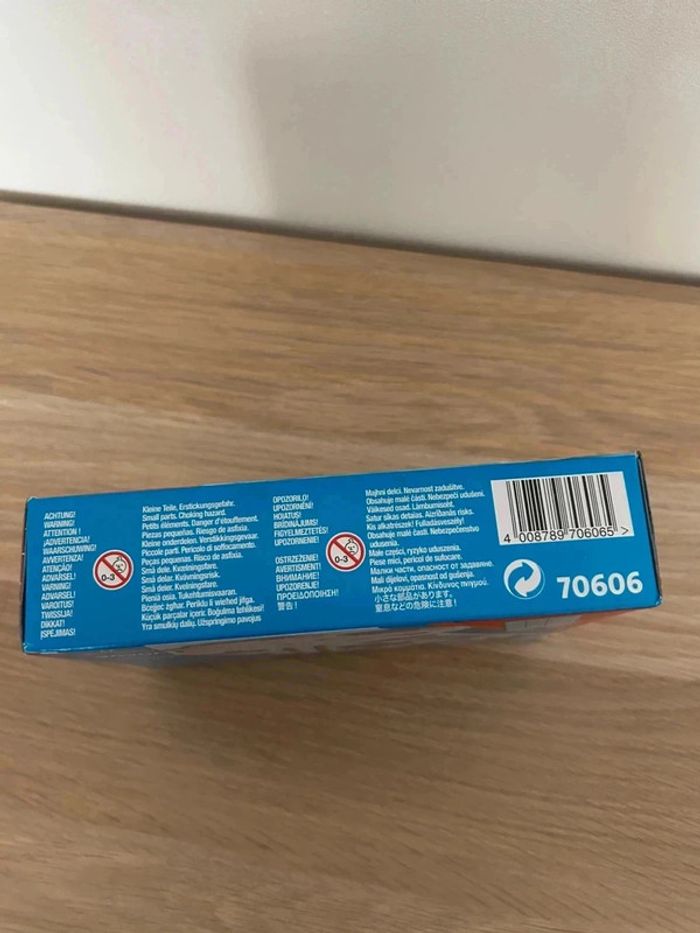 ACHTUNG!
WARNING!
ATTENTION !
¡ADVERTENCIA!
WAARSCHUWING!
AVVERTENZA!
ATENÇÃO!
ADVARSEL!
VARNING!
ADVARSEL!
VAROITUS!
TWISSIJA!
DIKKAT!
ĮSPĖJIMAS!
0-3
Kleine Teile, Erstickungsgefahr.
Small parts. Choking hazard.
Petits éléments. Danger d'étouffement.
Piezas pequeñas. Riesgo de asfixia.
Kleine onderdelen. Verstikkingsgevaar.
Piccole parti. Pericolo di soffocamento.
Peças pequenas. Risco de asfixia.
Små dele. Kvælningsfare.
Små delar. Kvävningsrisk.
Små deler. Kvelningsfare.
Pieniä osia. Tukehtumisvaaran.
Bċejjeċ żgħar. Periklu li wieħed jifga.
Küçük parçalar içerir. Boğulma tehlikesi!
Yra smulkių dalių. Užspringimo pavojus
OPOZORILO!
UPOZORNĚNÍ!
HOIATUS!
BRĪDINĀJUMS!
FIGYELMEZTETÉS!
UPOZORNENIE!
OSTRZEŻENIE!
AVERTISMENT!
ВНИМАНИЕ!
UPOZORENJE!
ΠΡΟΕΙΔΟΠΟΙΗΣΗ!
警告!
0-3
Majhni delci. Nevarnost zadušitve.
Obsahuje malé části. Nebezpečí udušení.
Väikesed osad. Lämbumisoht.
Satur sīkas detaļas. Aizrīšanās risks.
Kis alkatrészek! Fulladásveszély!
Obsahuje malé časti. Nebezpečenstvo
udusenia.
Małe części, ryzyko uduszenia.
Piese mici, pericol de sufocare.
Малки части, опасност от задавяне.
Mali dijelovi, opasnost od gušenja.
Μικρά κομμάτια. Κίνδυνος πνιγμού.
小さな部品があります。
窒息などの危険に注意!
4 008789 706065 >
70606